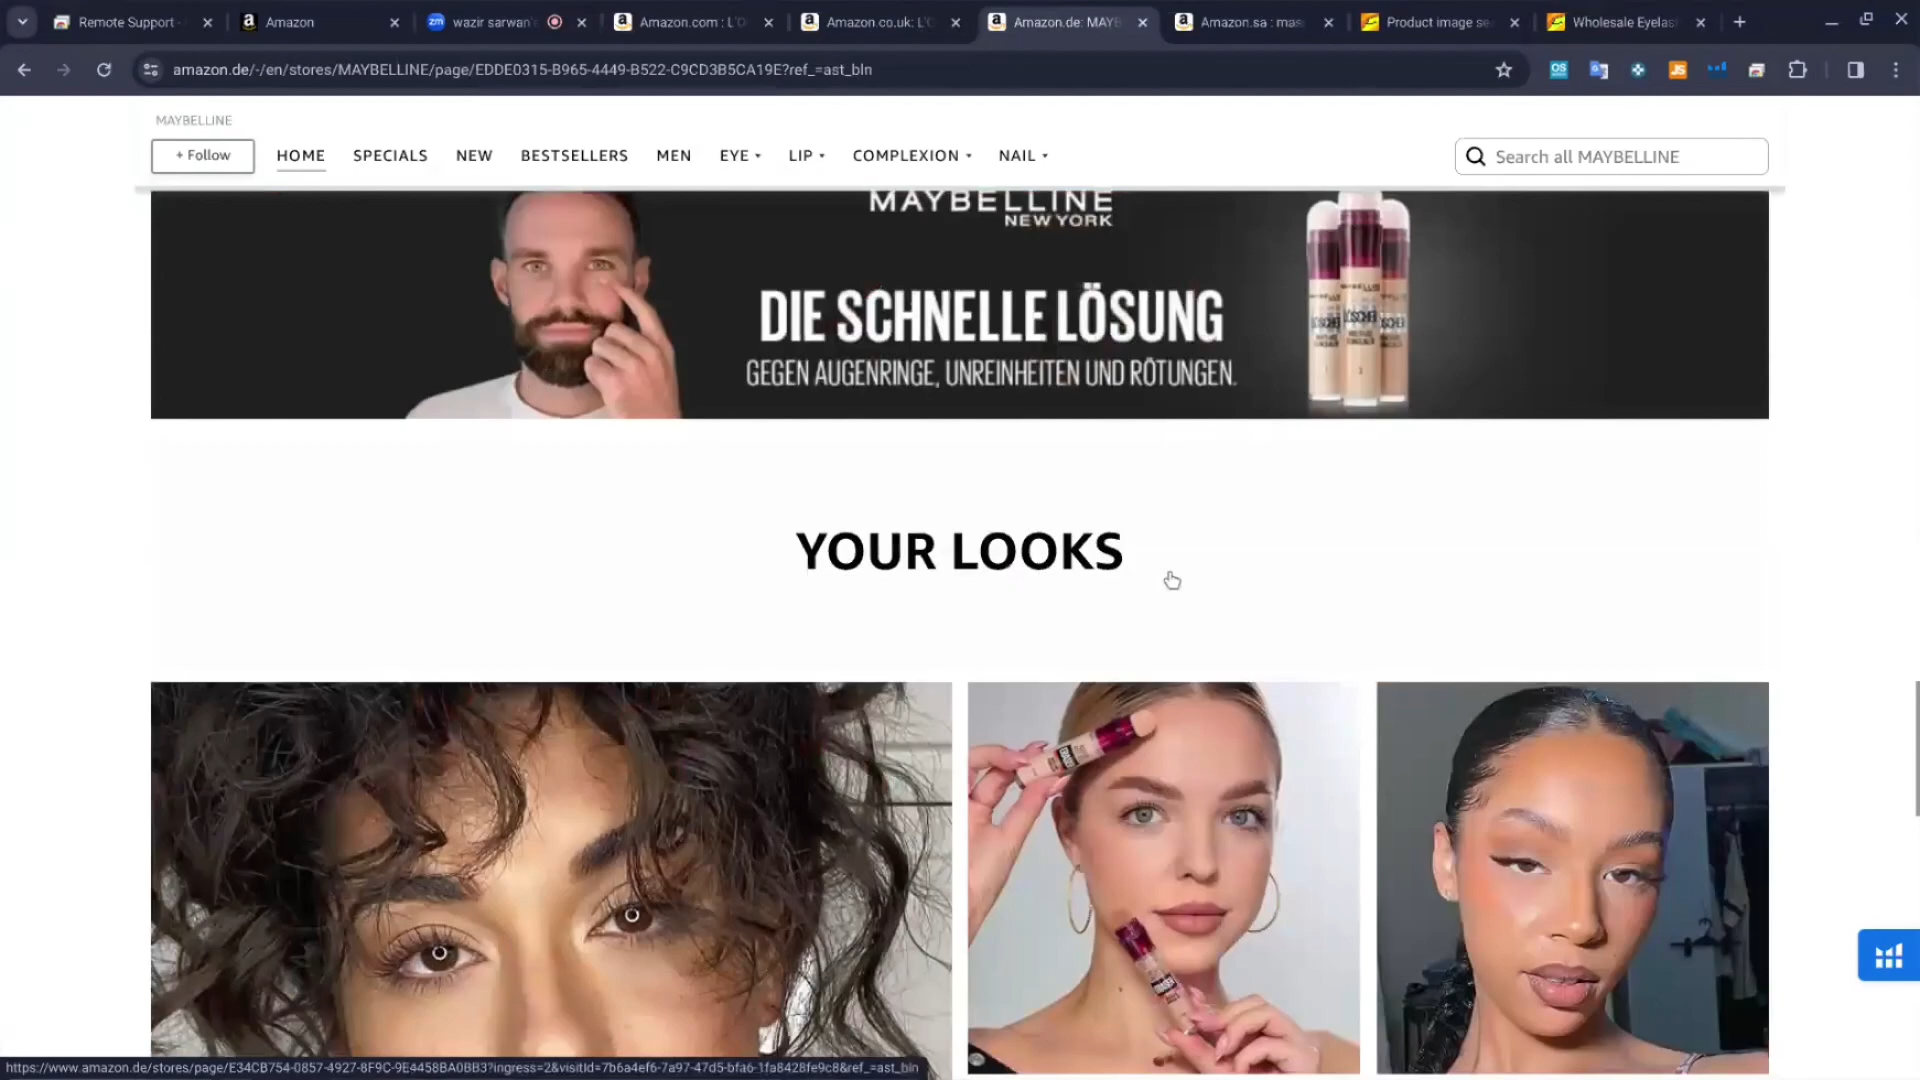 Remote Support -
Amazon
wazir sarwan's
Amazon.com : L'O
Amazon.co.uk: L'O
Amazon.de: MAYB
Amazon.sa : mas
Product image se
Wholesale Eyelas
amazon.de/-/en/stores/MAYBELLINE/page/EDDE0315-B965-4449-B522-C9CD3B5CA19E?ref_=ast_bln
MAYBELLINE
+ Follow
HOME
SPECIALS
NEW
BESTSELLERS
MEN
EYE
LIP
COMPLEXION
NAIL
Search all MAYBELLINE
MAYBELLINE
NEW YORK
DIE SCHNELLE LÖSUNG
GEGEN AUGENRINGE, UNREINHEITEN UND RÖTUNGEN.
YOUR LOOKS
https://www.amazon.de/stores/page/E34CB754-0857-4927-8F9C-9E4458BA0BB3?ingress=2&visitId=7b6a4ef6-7a97-47d5-bfa6-1fa8428fe9c8&ref_=ast_bln